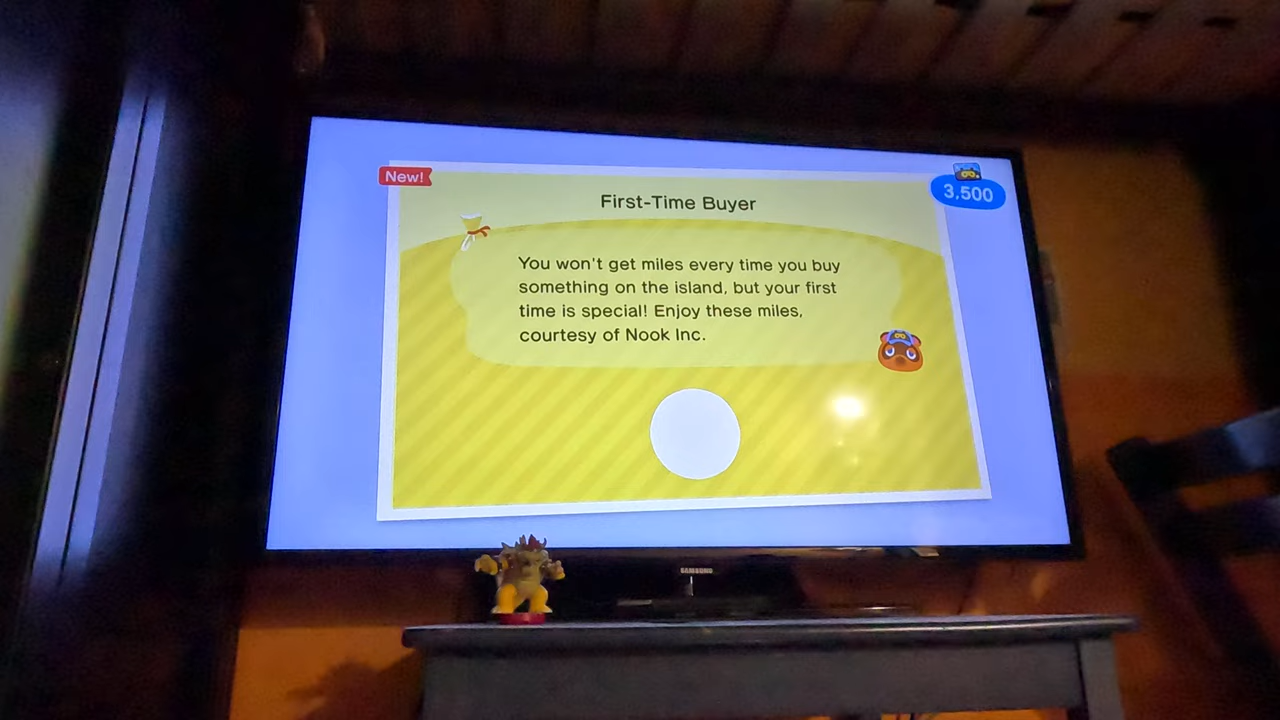 New!
3,500
First-Time Buyer
You won't get miles every time you buy
something on the island, but your first
time is special! Enjoy these miles,
courtesy of Nook Inc.
SAMSUNG